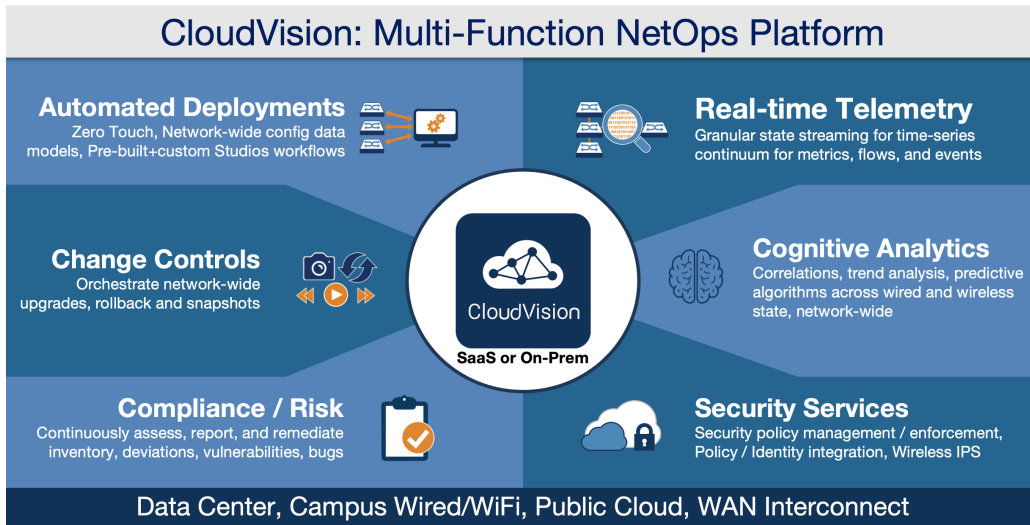 CloudVision: Multi-Function NetOps Platform
Automated Deployments
Zero Touch, Network-wide config data
models, Pre-built+custom Studios workflows
Real-time Telemetry
Granular state streaming for time-series
continuum for metrics, flows, and events
Change Controls
Orchestrate network-wide
upgrades, rollback and snapshots
CloudVision
SaaS or On-Prem
Cognitive Analytics
Correlations, trend analysis, predictive
algorithms across wired and wireless
state, network-wide
Compliance / Risk
Continuously assess, report, and remediate
inventory, deviations, vulnerabilities, bugs
Security Services
Security policy management / enforcement,
Policy / Identity integration, Wireless IPS
Data Center, Campus Wired/WiFi, Public Cloud, WAN Interconnect